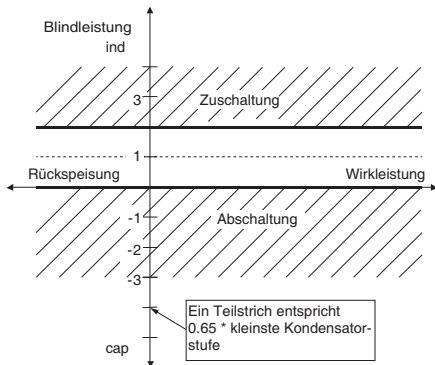 Blindleistung
ind
3
Zuschaltung
1
Rückspeisung
Wirkleistung
-1
Abschaltung
-2
-3
Ein Teilstrich entspricht
0.65 * kleinste Kondensator-
stufe
cap